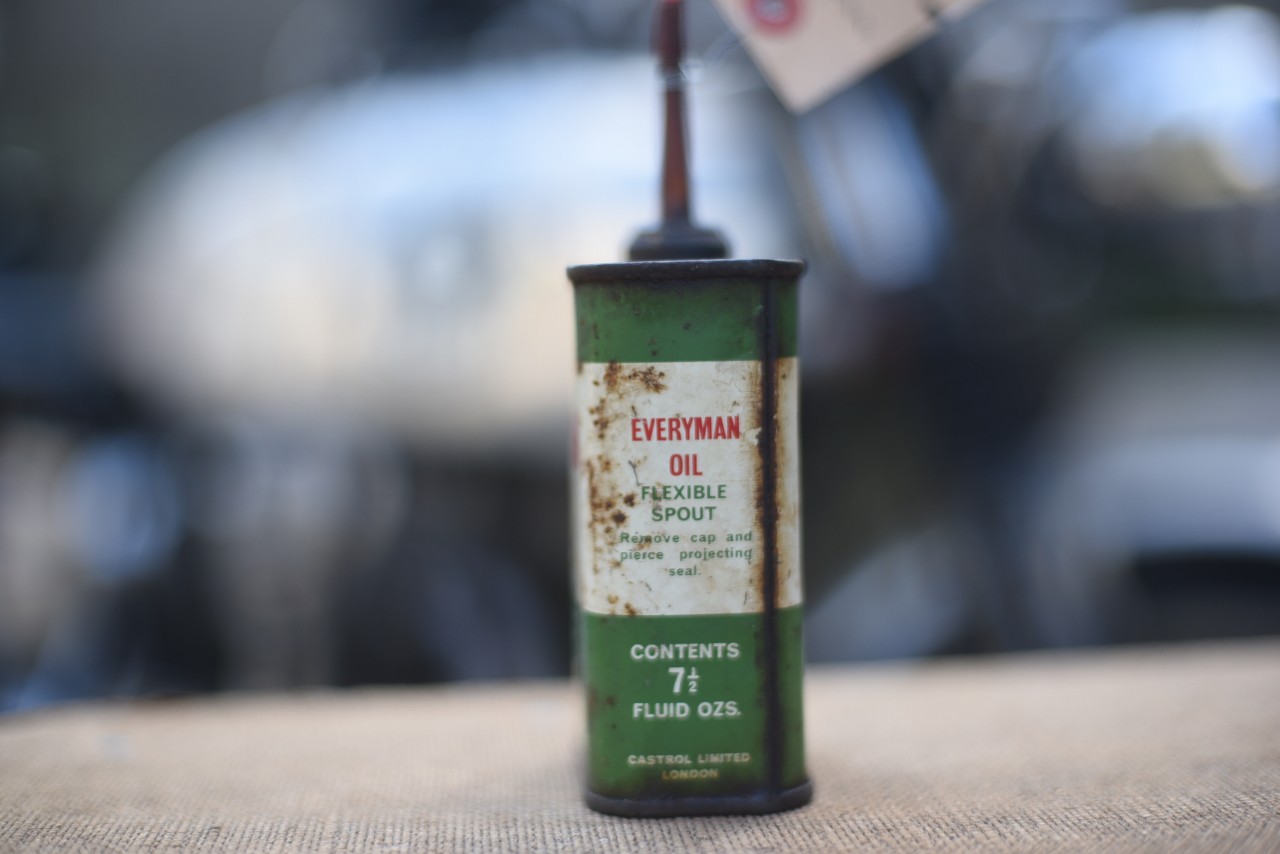 EVERYMAN
OIL
FLEXIBLE
SPOUT
Remove cap and
pierce projecting
seal.
CONTENTS
7½
FLUID OZS.
CASTROL LIMITED
LONDON